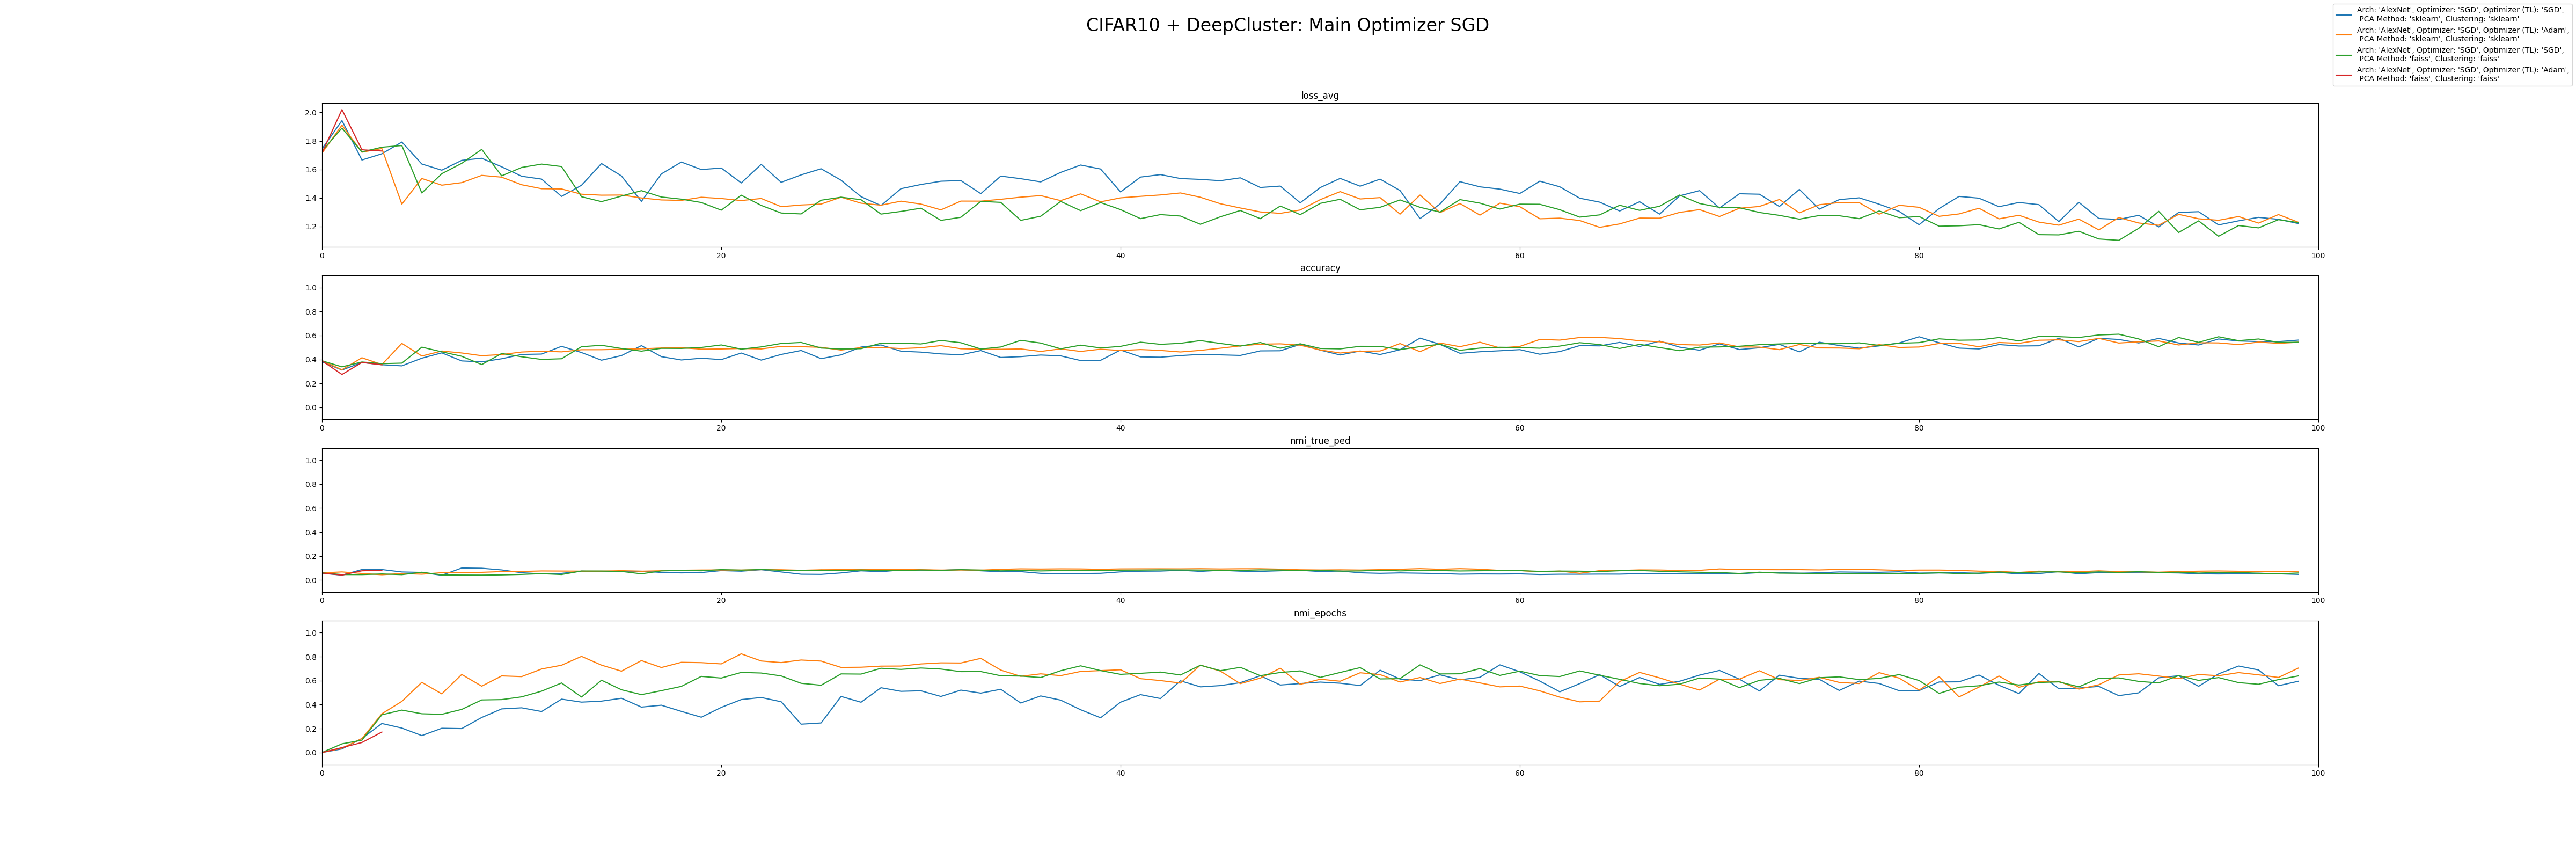 CIFAR10 + DeepCluster: Main Optimizer SGD
Arch: 'AlexNet', Optimizer: 'SGD', Optimizer (TL): 'SGD',
PCA Method: 'sklearn', Clustering: 'sklearn'
Arch: 'AlexNet', Optimizer: 'SGD', Optimizer (TL): 'Adam',
PCA Method: 'sklearn', Clustering: 'sklearn'
Arch: 'AlexNet', Optimizer: 'SGD', Optimizer (TL): 'SGD',
PCA Method: 'faiss', Clustering: 'faiss'
Arch: 'AlexNet', Optimizer: 'SGD', Optimizer (TL): 'Adam',
PCA Method: 'faiss', Clustering: 'faiss'
loss_avg
2.0
1.8
1.6
1.4
1.2
0 20 40 60 80 100
accuracy
1.0
0.8
0.6
0.4
0.2
0.0
0 20 40 60 80 100
nmi_true_ped
1.0
0.8
0.6
0.4
0.2
0.0
0 20 40 60 80 100
nmi_epochs
1.0
0.8
0.6
0.4
0.2
0.0
0 20 40 60 80 100